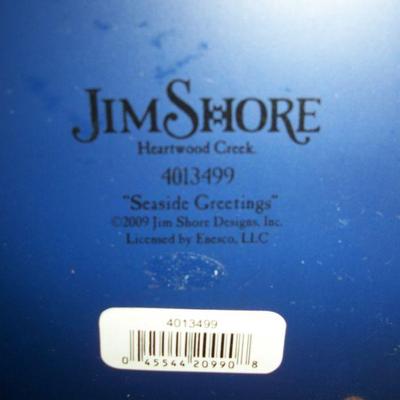 JIM SHORE
Heartwood Creek.
4013499
"Seaside Greetings"
©2009 Jim Shore Designs, Inc.
Licensed by Enesco, LLC
4013499
0 45544 20990 8